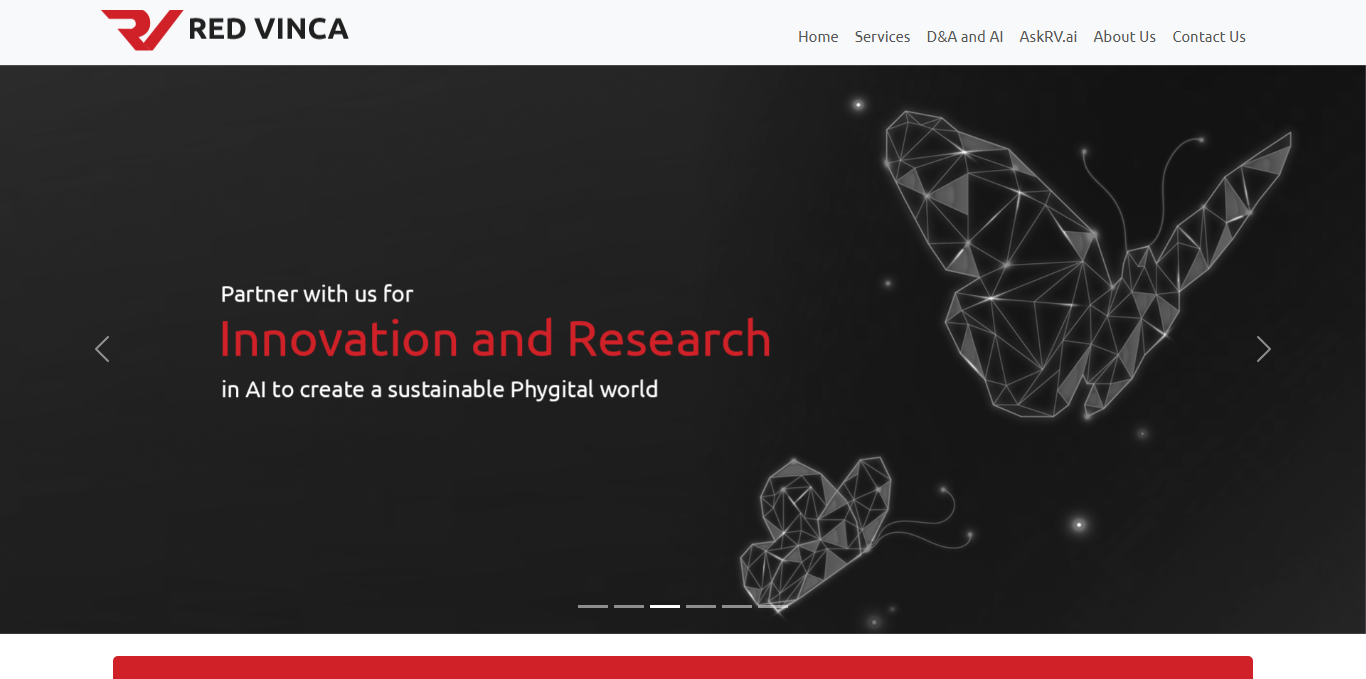 RED VINCA
Home Services D&A and AI AskRV.ai About Us Contact Us
Partner with us for
Innovation and Research
in AI to create a sustainable Phygital world